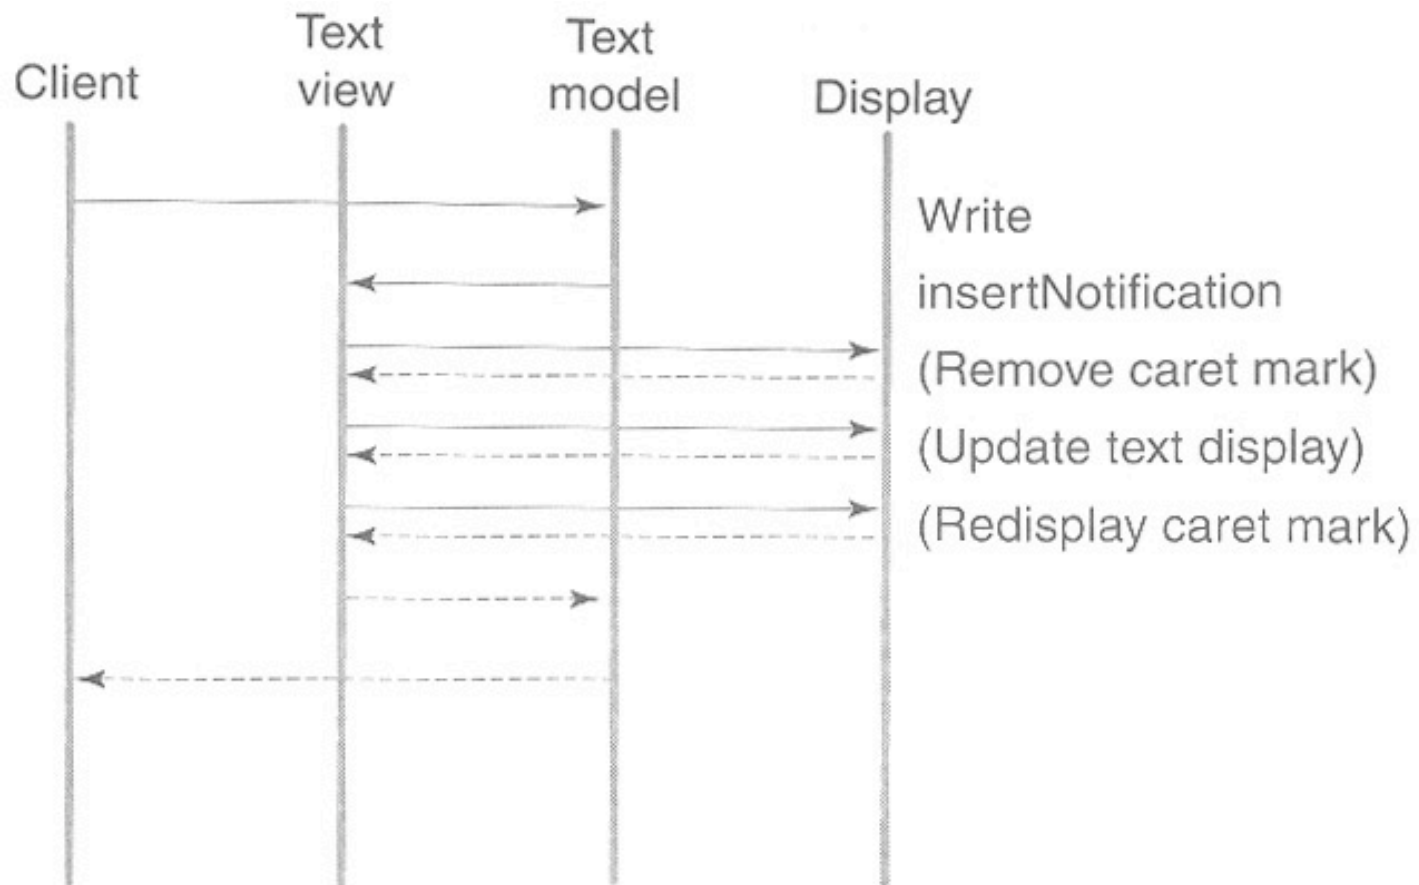 Client
Text
view
Text
model
Display
Write
insertNotification
(Remove caret mark)
(Update text display)
(Redisplay caret mark)